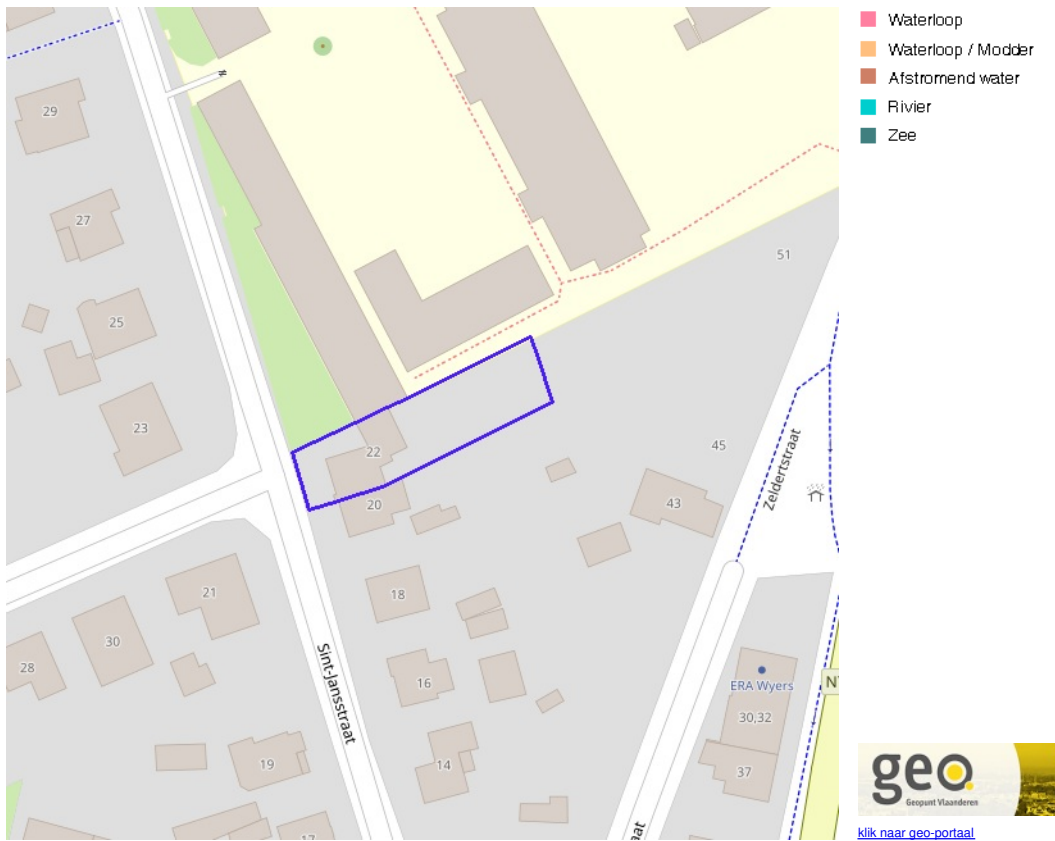 Waterloop
Waterloop / Modder
Afstromend water
Rivier
Zee
29
27
25
23
51
22
20
45
43
Zeldertstraat
18
21
30
28
16
Sint-Jansstraat
ERA Wyers
30,32
14
19
37
17
aat
geo.
Geopunt Vlaanderen
klik naar geo-portaal